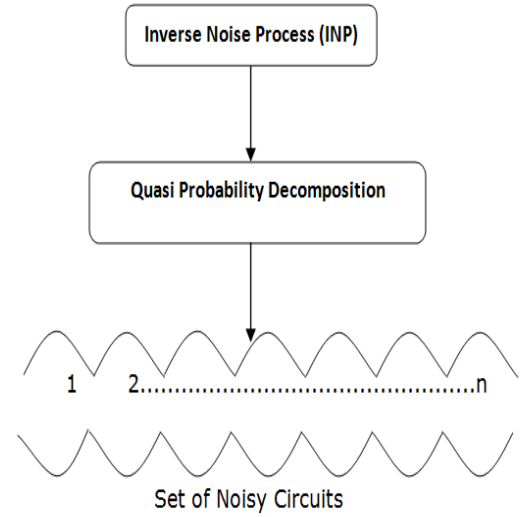 Inverse Noise Process (INP)
Quasi Probability Decomposition
1 2................................................n
Set of Noisy Circuits